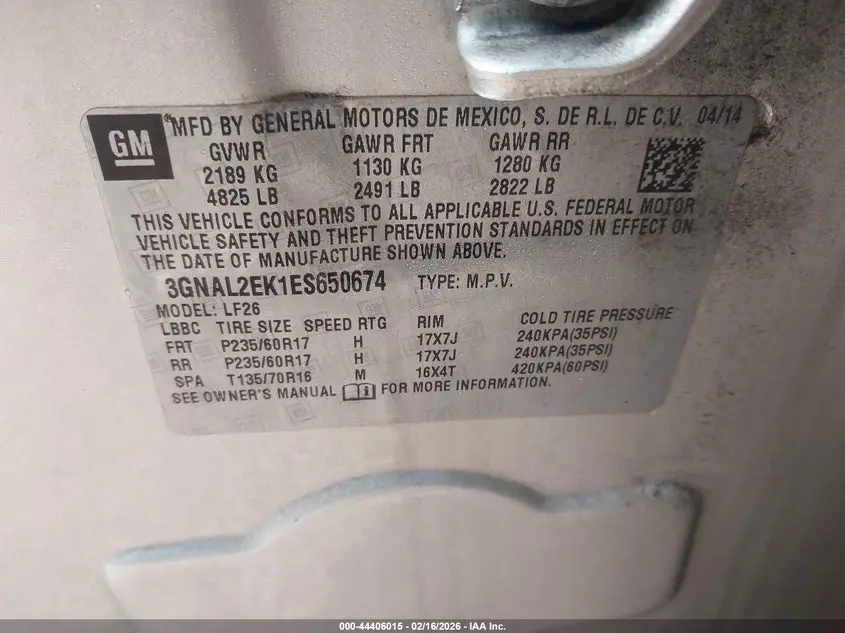 GM
®MFD BY GENERAL MOTORS DE MEXICO, S. DE R.L. DE C.V. 04/14
GVWR GAWR FRT GAWR RR
2189 KG 1130 KG 1280 KG
4825 LB 2491 LB 2822 LB
THIS VEHICLE CONFORMS TO ALL APPLICABLE U.S. FEDERAL MOTOR
VEHICLE SAFETY AND THEFT PREVENTION STANDARDS IN EFFECT ON
THE DATE OF MANUFACTURE SHOWN ABOVE.
3GNAL2EK1ES650674 TYPE: M.P.V.
MODEL: LF26
LBBC TIRE SIZE SPEED RTG RIM COLD TIRE PRESSURE
FRT P235/60R17 H 17X7J 240KPA(35PSI)
RR P235/60R17 H 17X7J 240KPA(35PSI)
SPA T135/70R16 M 16X4T 420KPA(60PSI)
SEE OWNER'S MANUAL FOR MORE INFORMATION.
000-44406015 - 02/16/2026 - IAA Inc.